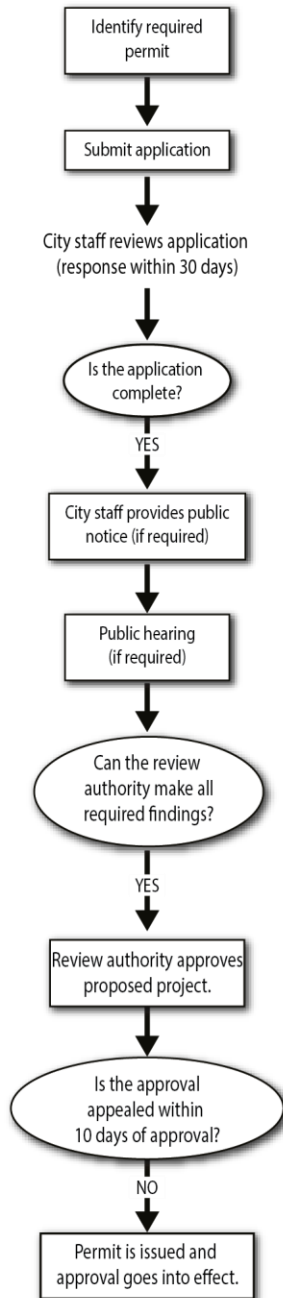 Identify required
permit
Submit application
City staff reviews application
(response within 30 days)
Is the application
complete?
YES
City staff provides public
notice (if required)
Public hearing
(if required)
Can the review
authority make all
required findings?
YES
Review authority approves
proposed project.
Is the approval
appealed within
10 days of approval?
NO
Permit is issued and
approval goes into effect.